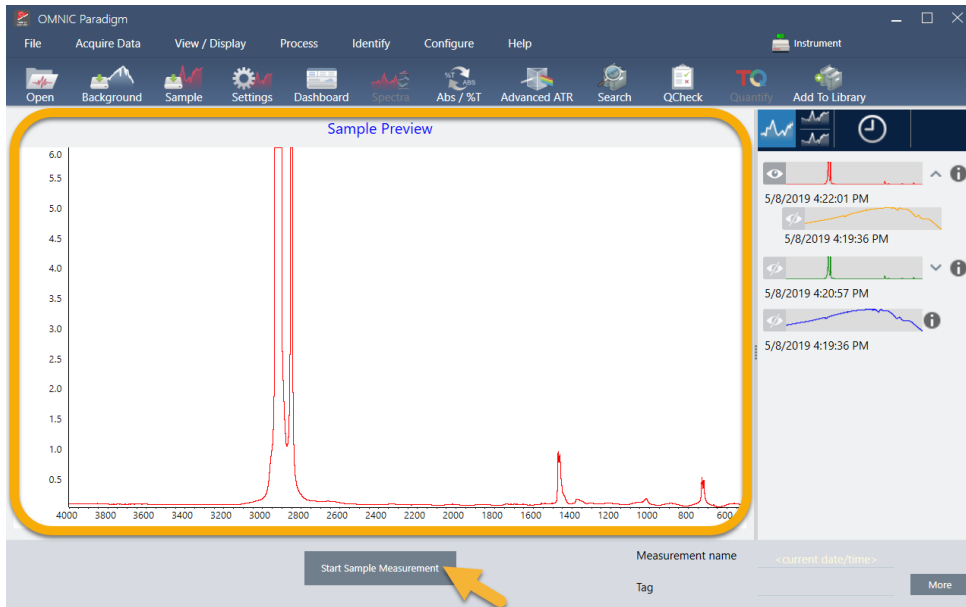 OMNIC Paradigm
File Acquire Data View / Display Process Identify Configure Help Instrument
%T ABS TQ
Open Background Sample Settings Dashboard Spectra Abs / %T Advanced ATR Search QCheck Quantify Add To Library
Sample Preview
6.0
5.5
5.0
4.5
4.0
3.5
3.0
2.5
2.0
1.5
1.0
0.5
4000 3800 3600 3400 3200 3000 2800 2600 2400 2200 2000 1800 1600 1400 1200 1000 800 600
5/8/2019 4:22:01 PM
5/8/2019 4:19:36 PM
5/8/2019 4:20:57 PM
5/8/2019 4:19:36 PM
Start Sample Measurement
Measurement name <current date/time>
Tag
More